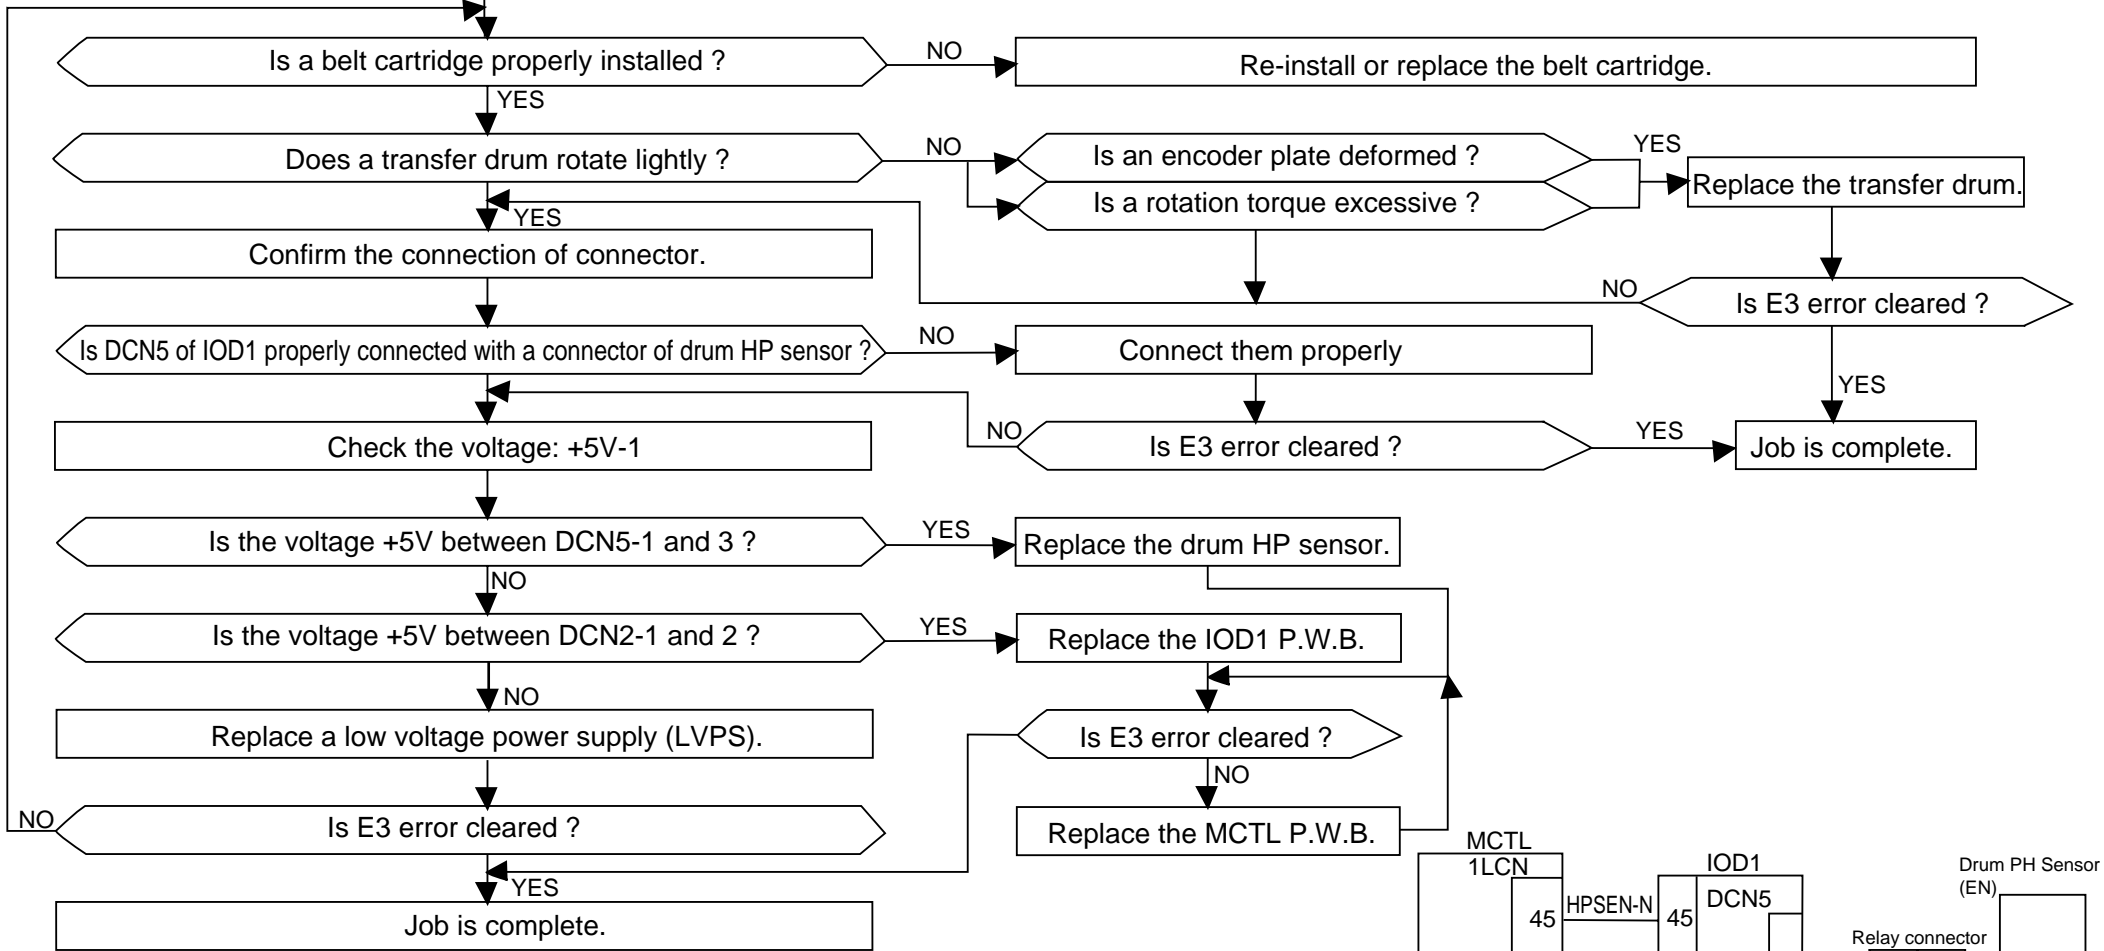 Is a belt cartridge properly installed ?
NO
Re-install or replace the belt cartridge.
YES
Does a transfer drum rotate lightly ?
NO
Is an encoder plate deformed ?
YES
Is a rotation torque excessive ?
Replace the transfer drum.
YES
Confirm the connection of connector.
NO
Is E3 error cleared ?
Is DCN5 of IOD1 properly connected with a connector of drum HP sensor ?
NO
Connect them properly
YES
Check the voltage: +5V-1
NO
Is E3 error cleared ?
YES
Job is complete.
Is the voltage +5V between DCN5-1 and 3 ?
YES
Replace the drum HP sensor.
NO
Is the voltage +5V between DCN2-1 and 2 ?
YES
Replace the IOD1 P.W.B.
NO
Replace a low voltage power supply (LVPS).
Is E3 error cleared ?
NO
NO
Is E3 error cleared ?
Replace the MCTL P.W.B.
YES
Job is complete.
MCTL
1LCN
45
HPSEN-N
IOD1
45
DCN5
Drum PH Sensor
(EN)
Relay connector